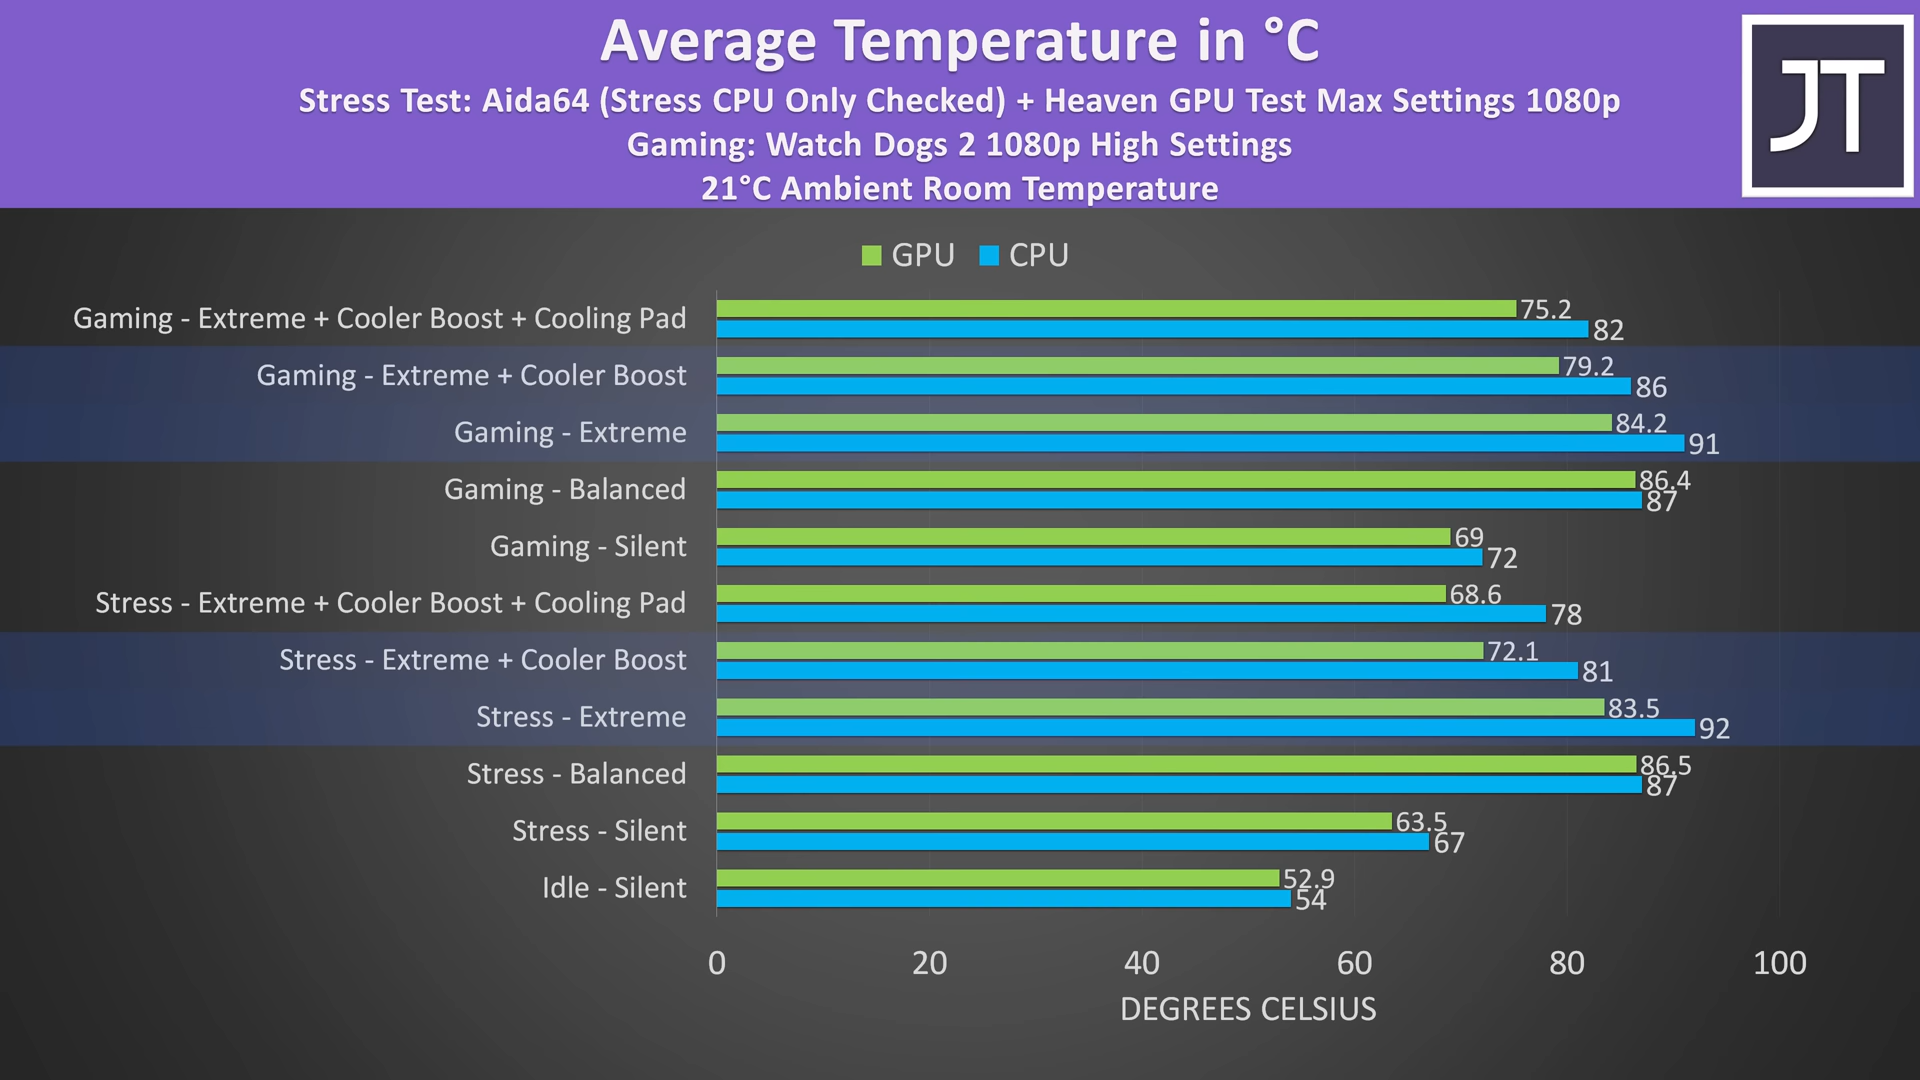 Average Temperature in °C
JT
Stress Test: Aida64 (Stress CPU Only Checked) + Heaven GPU Test Max Settings 1080p
Gaming: Watch Dogs 2 1080p High Settings
21°C Ambient Room Temperature
GPU CPU
Gaming - Extreme + Cooler Boost + Cooling Pad 75.2 82
Gaming - Extreme + Cooler Boost 79.2 86
Gaming - Extreme 84.2 91
Gaming - Balanced 86.4 87
Gaming - Silent 69 72
Stress - Extreme + Cooler Boost + Cooling Pad 68.6 78
Stress - Extreme + Cooler Boost 72.1 81
Stress - Extreme 83.5 92
Stress - Balanced 86.5 87
Stress - Silent 63.5 67
Idle - Silent 52.9 54
0 20 40 60 80 100
DEGREES CELSIUS